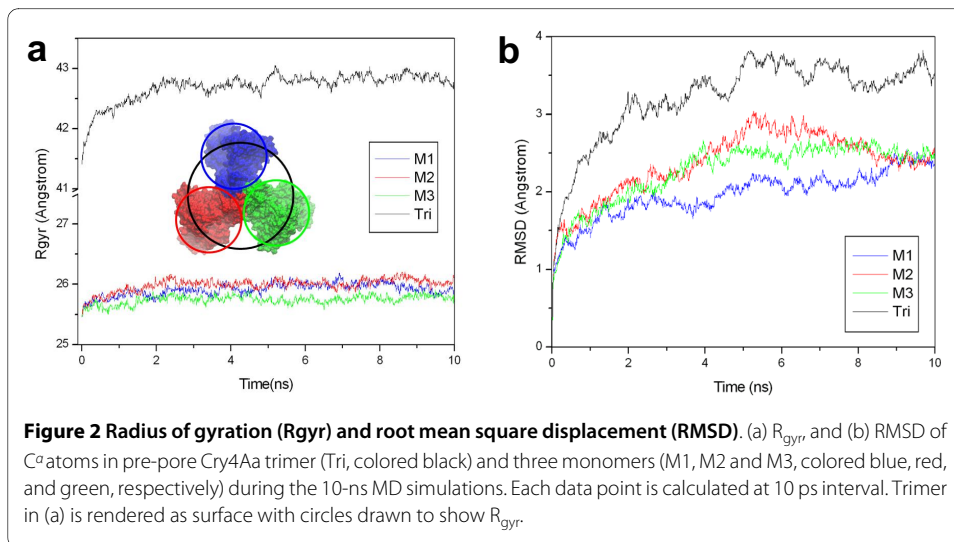 a
43
42
41
27
26
25
Rgyr (Angstrom)
M1
M2
M3
Tri
0 2 4 6 8 10
Time(ns)
b
4
3
2
1
0
RMSD (Angstrom)
M1
M2
M3
Tri
0 2 4 6 8 10
Time (ns)
Figure 2 Radius of gyration (Rgyr) and root mean square displacement (RMSD). (a) Rgyr, and (b) RMSD of
Cα atoms in pre-pore Cry4Aa trimer (Tri, colored black) and three monomers (M1, M2 and M3, colored blue, red,
and green, respectively) during the 10-ns MD simulations. Each data point is calculated at 10 ps interval. Trimer
in (a) is rendered as surface with circles drawn to show Rgyr.